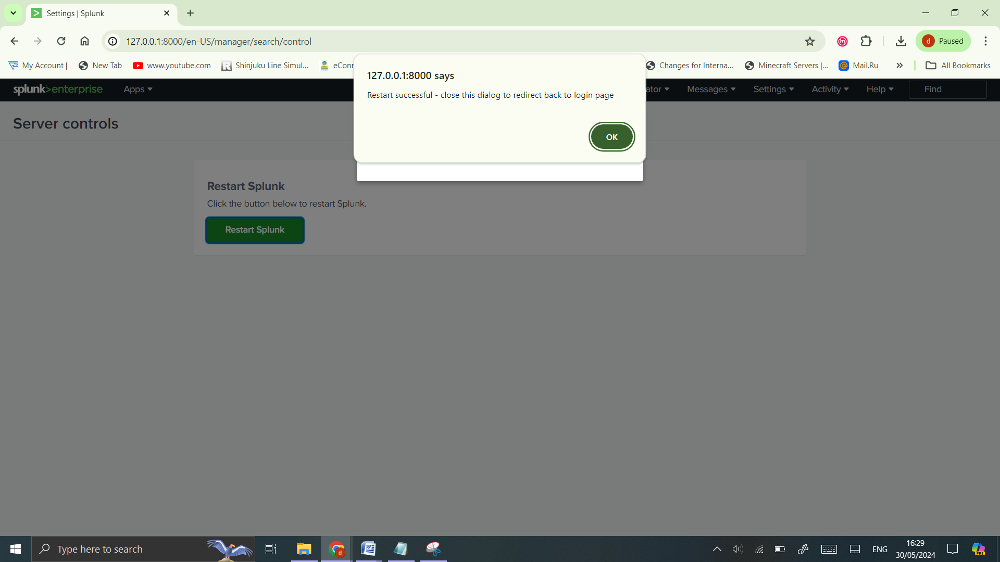 Settings | Splunk
127.0.0.1:8000/en-US/manager/search/control
d Paused
My Account |
New Tab
www.youtube.com
Shinjuku Line Simul...
Changes for Interna...
Minecraft Servers |...
Mail.Ru
All Bookmarks
127.0.0.1:8000 says
Restart successful - close this dialog to redirect back to login page
OK
splunk>enterprise
Apps
Messages
Settings
Activity
Help
Find
Server controls
Restart Splunk
Click the button below to restart Splunk.
Restart Splunk
Type here to search
ENG
16:29
30/05/2024
PRE